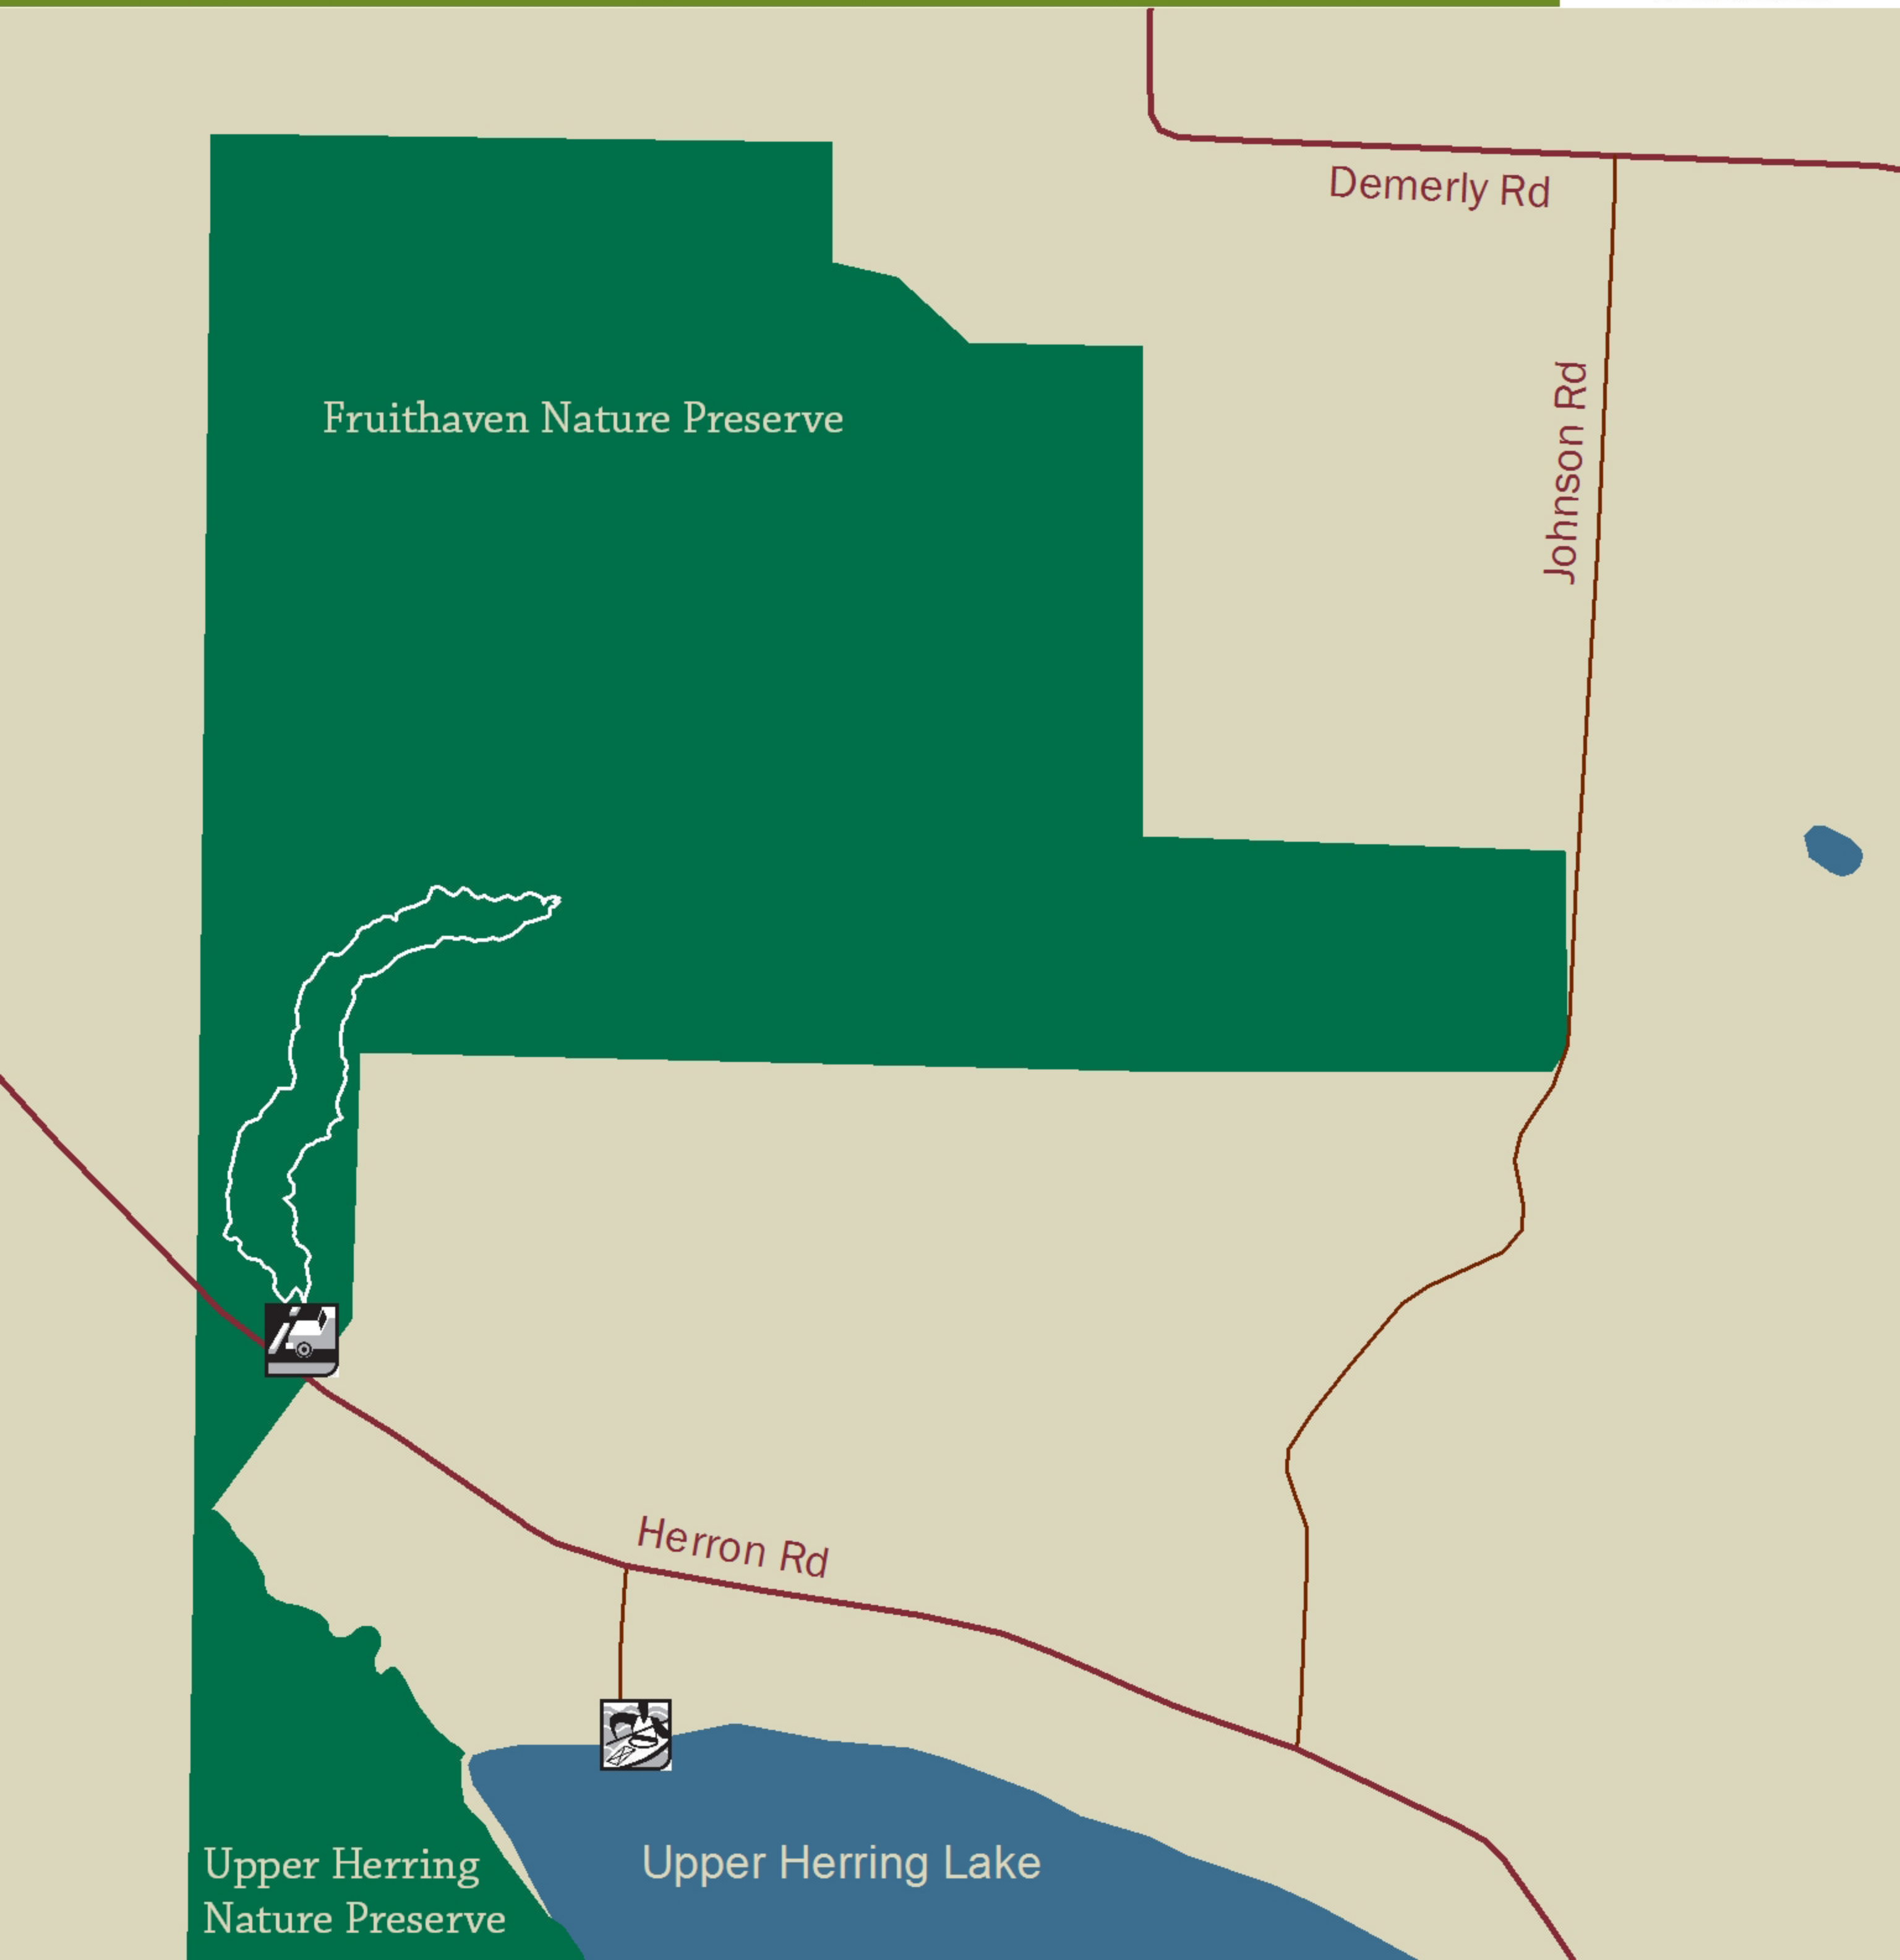 Demerly Rd
Johnson Rd
Fruithaven Nature Preserve
Herron Rd
Upper Herring Lake
Upper Herring
Nature Preserve